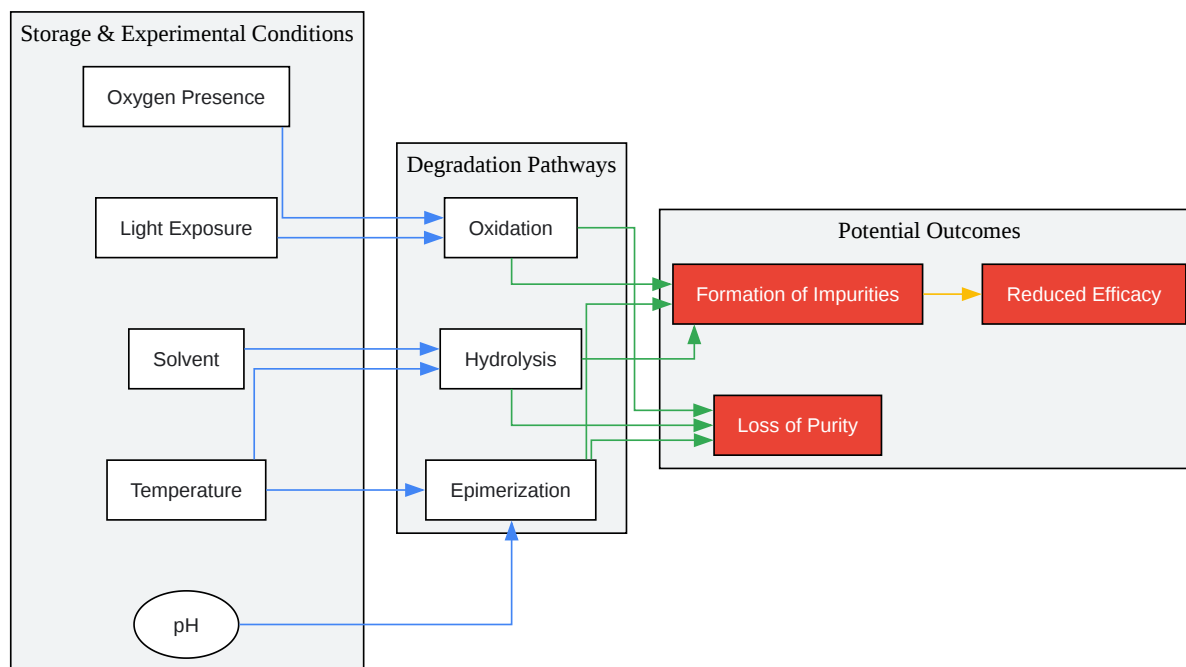 Storage & Experimental Conditions
Oxygen Presence
Light Exposure
Solvent
Temperature
pH
Degradation Pathways
Oxidation
Hydrolysis
Epimerization
Potential Outcomes
Formation of Impurities
Reduced Efficacy
Loss of Purity